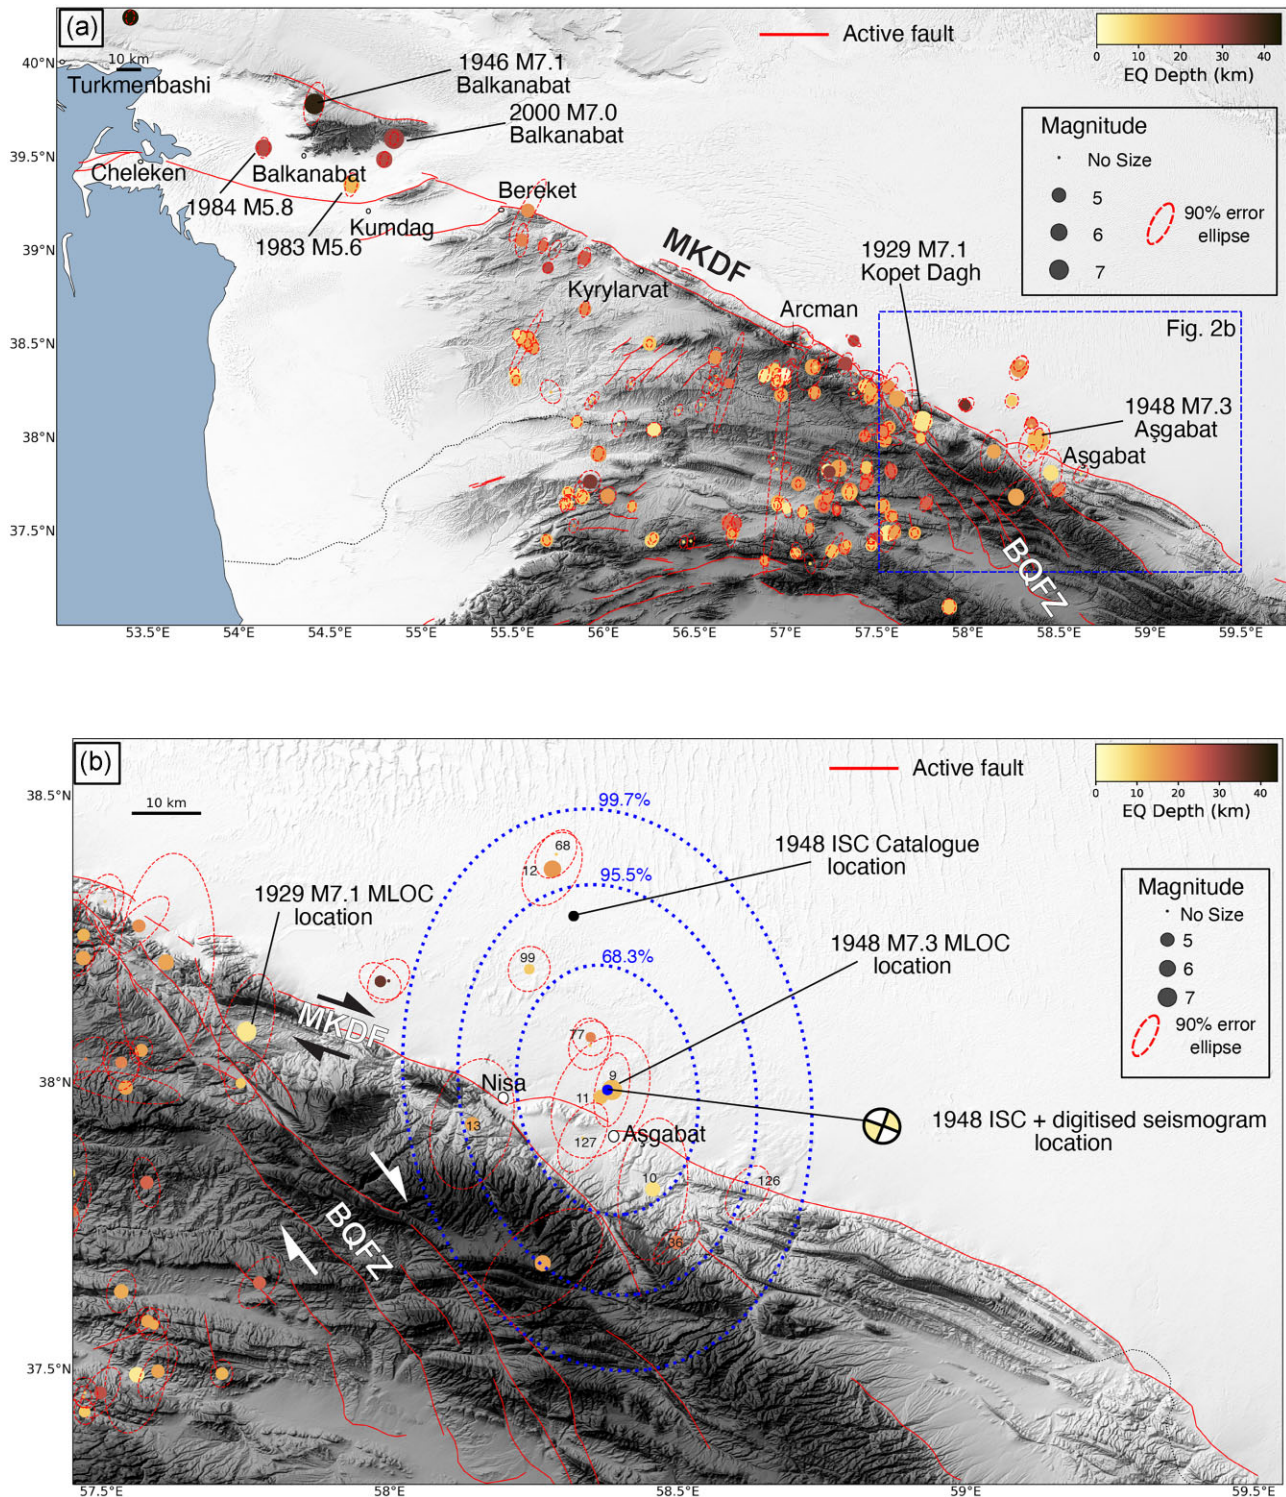 (a)
Active fault
0 10 20 30 40
EQ Depth (km)
40°N
39.5°N
39°N
38.5°N
38°N
37.5°N
10 km
Turkmenbashi
1946 M7.1
Balkanabat
2000 M7.0
Balkanabat
Cheleken
Balkanabat
1984 M5.8
1983 M5.6
Kumdag
Bereket
MKDF
Kyrylarvat
Arcman
1929 M7.1
Kopet Dagh
Magnitude
No Size
5
6
7
90% error
ellipse
Fig. 2b
1948 M7.3
Aşgabat
Aşgabat
BQFZ
53.5°E 54°E 54.5°E 55°E 55.5°E 56°E 56.5°E 57°E 57.5°E 58°E 58.5°E 59°E 59.5°E
(b)
Active fault
0 10 20 30 40
EQ Depth (km)
38.5°N
38°N
37.5°N
10 km
99.7%
95.5%
68.3%
68
12
1948 ISC Catalogue
location
1929 M7.1 MLOC
location
1948 M7.3 MLOC
location
Magnitude
No Size
5
6
7
90% error
ellipse
99
77
MKDF
Nisa
9
11
13
127
Aşgabat
1948 ISC + digitised seismogram
location
10
126
36
BQFZ
57.5°E 58°E 58.5°E 59°E 59.5°E